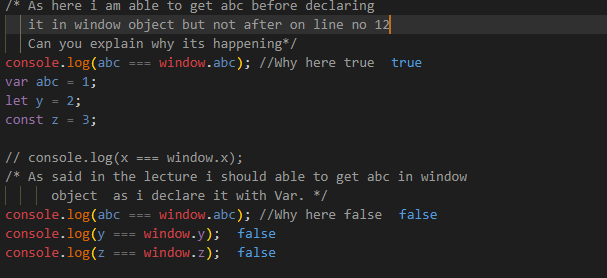 /* As here i am able to get abc before declaring
it in window object but not after on line no 12
Can you explain why its happening*/
console.log(abc === window.abc); //Why here true  true
var abc = 1;
let y = 2;
const z = 3;
// console.log(x === window.x);
/* As said in the lecture i should able to get abc in window
object  as i declare it with Var. */
console.log(abc === window.abc); //Why here false  false
console.log(y === window.y);  false
console.log(z === window.z);  false